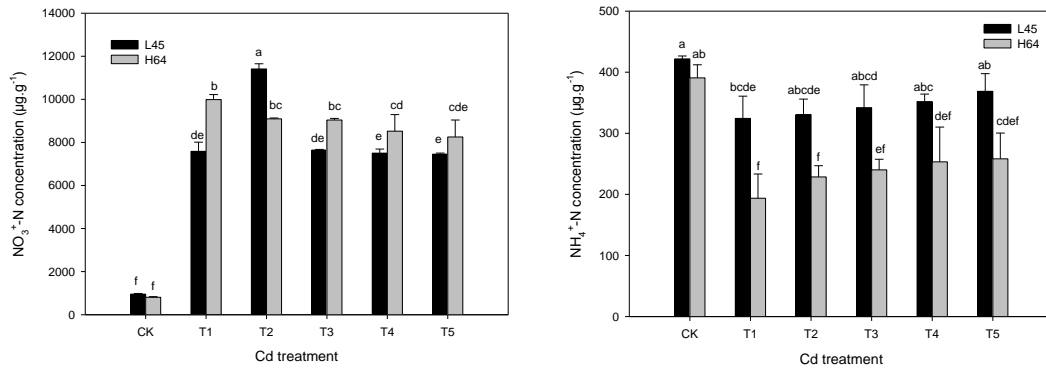 14000
12000
10000
8000
6000
4000
2000
0
NO₃⁺-N concentration (µg.g⁻¹)
L45
H64
f f
de b
a bc
de bc
e cd
e cde
CK T1 T2 T3 T4 T5
Cd treatment
500
400
300
200
100
0
NH₄⁺-N concentration (µg.g⁻¹)
L45
H64
a ab
bcde f
abcde f
abcd ef
abc def
ab cdef
CK T1 T2 T3 T4 T5
Cd treatment